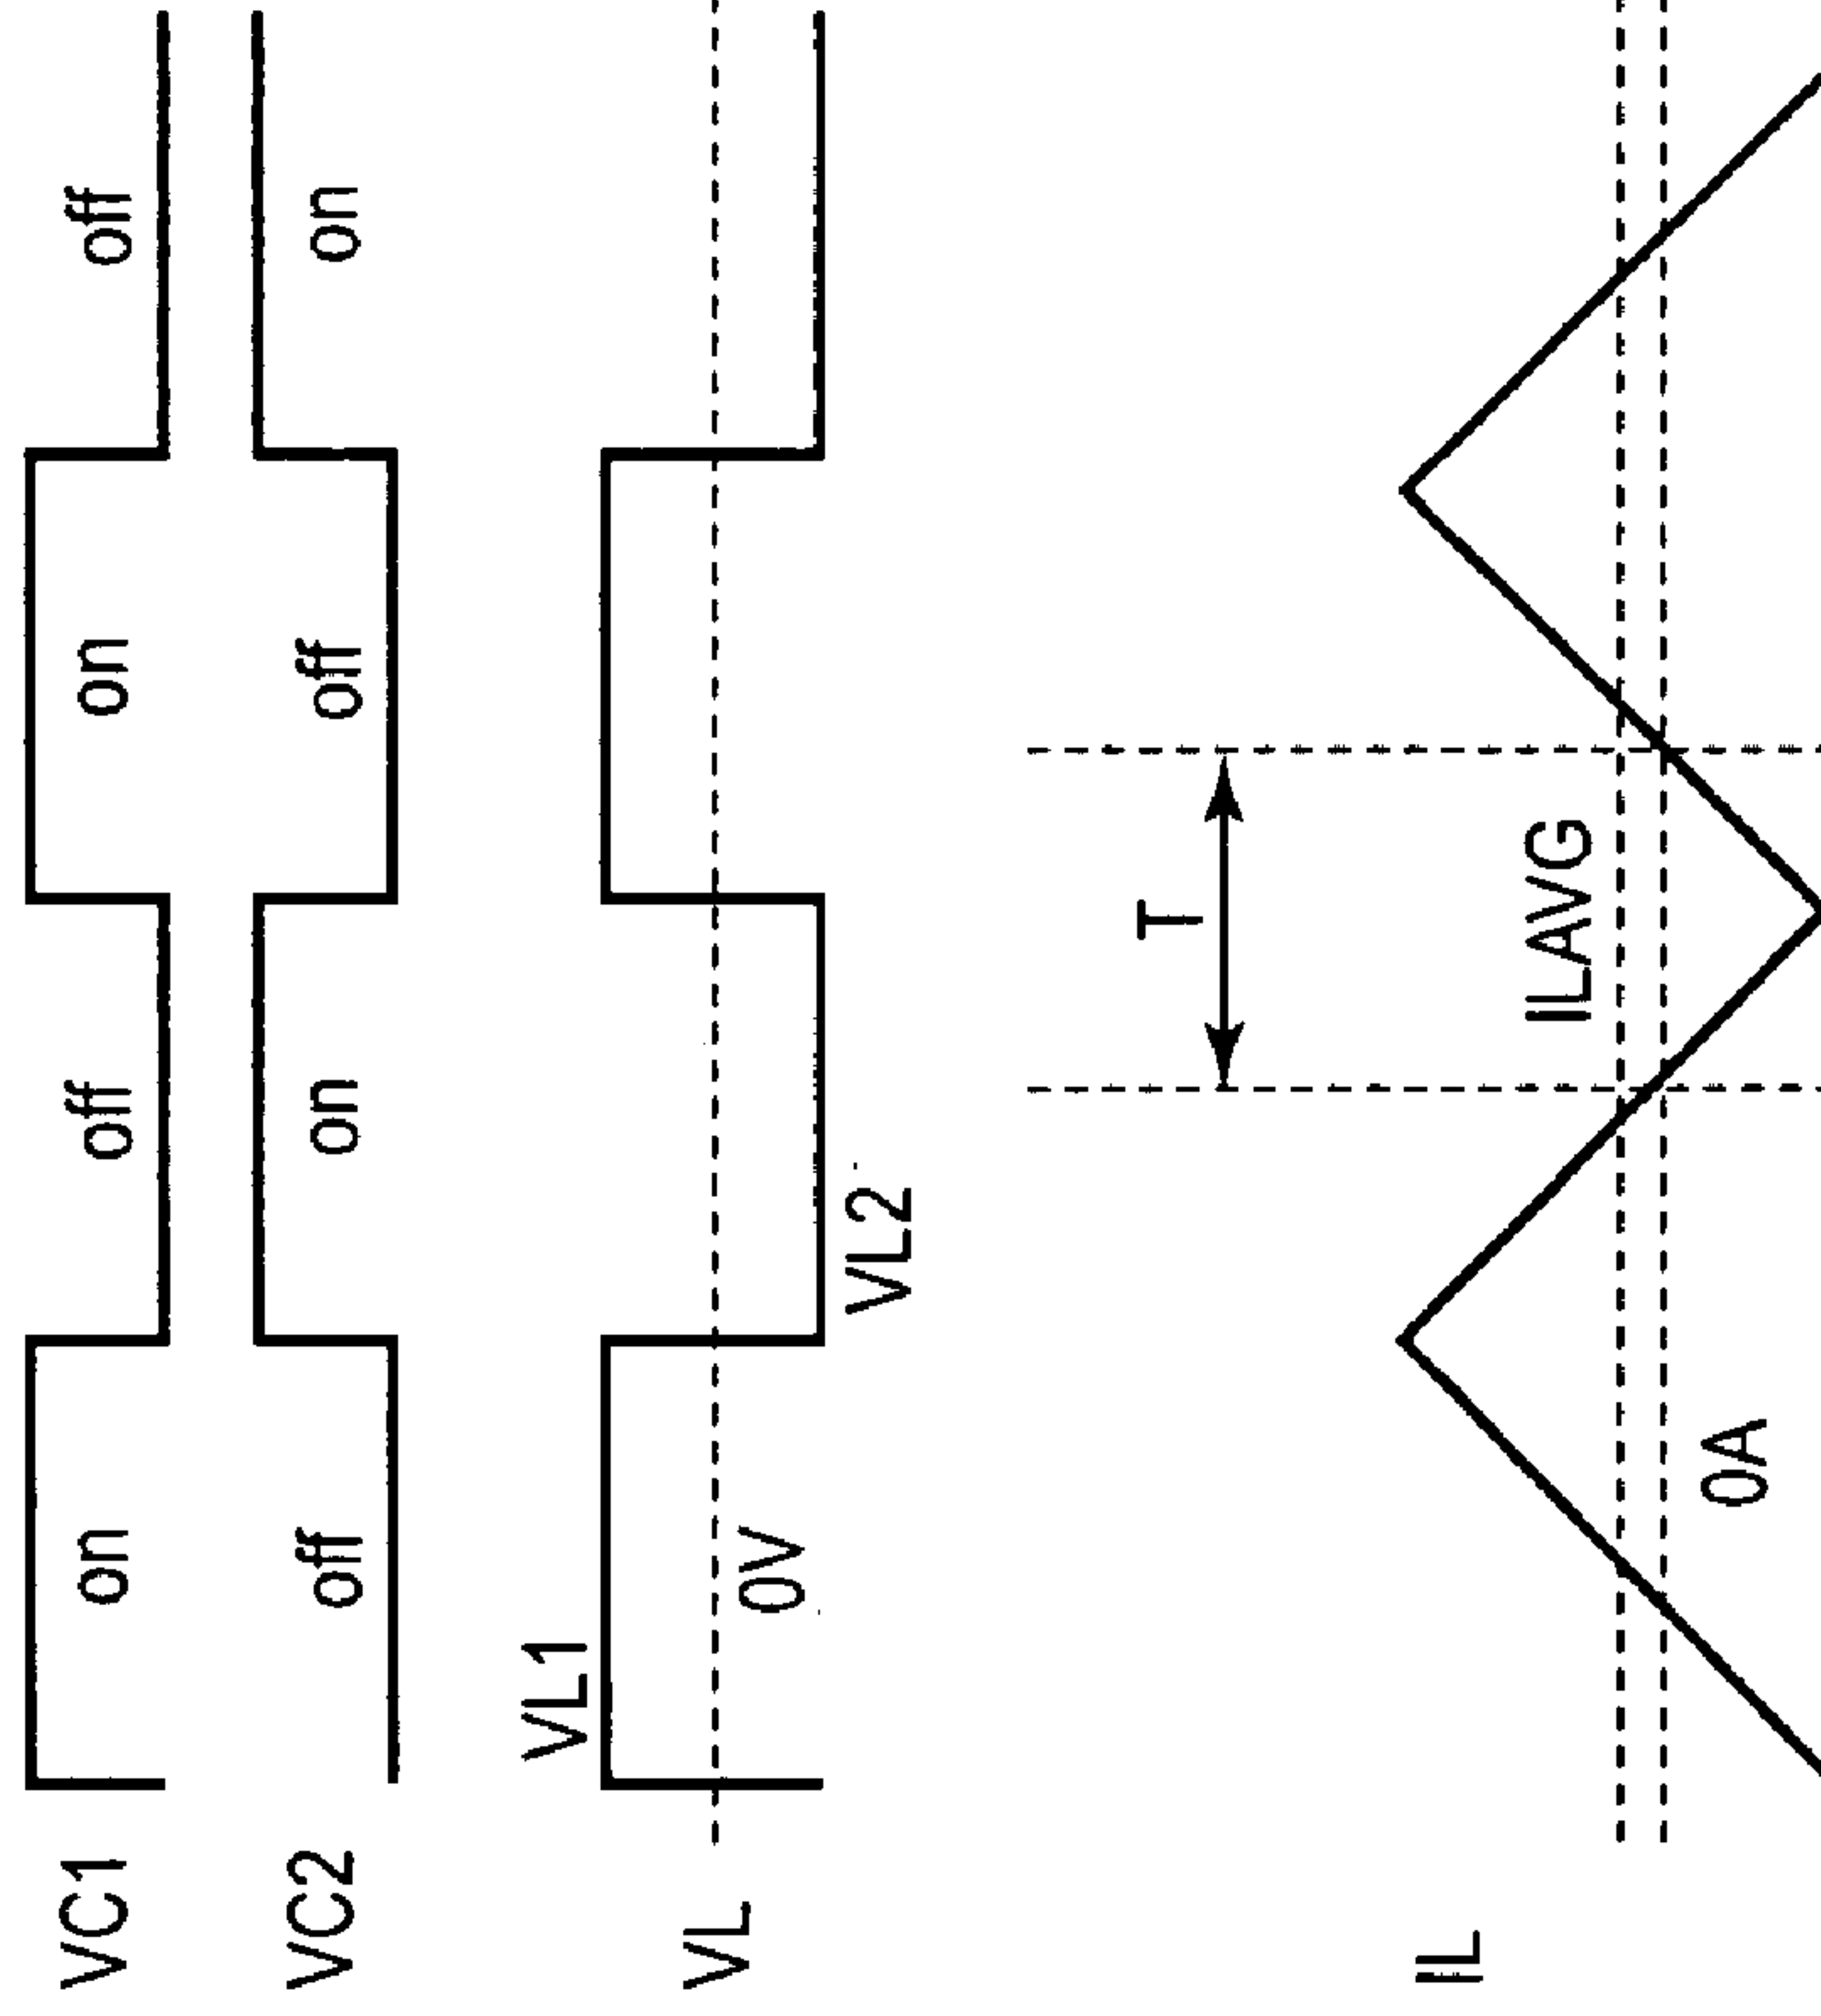 VC1
on
off
on
off
VC2
off
on
off
on
VL
VL1
0V
VL2
T
ILAVG
IL
0A